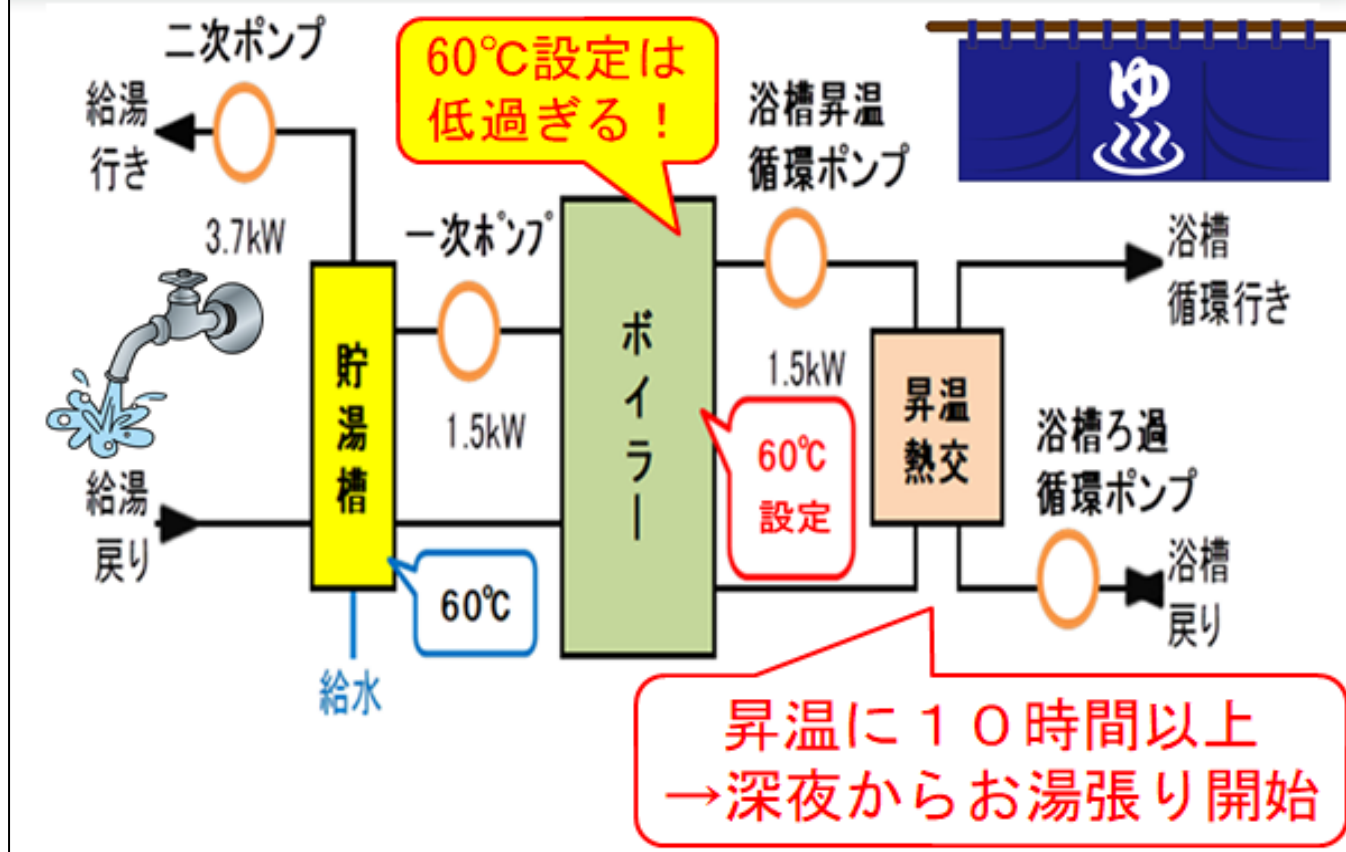 二次ポンプ
60℃設定は
低過ぎる！
ゆ
給湯
行き
浴槽昇温
循環ポンプ
3.7kW
一次ポンプ
浴槽
循環行き
ボイラー
貯湯槽
1.5kW
1.5kW
昇温
熱交
60℃
設定
浴槽ろ過
循環ポンプ
給湯
戻り
浴槽
戻り
60℃
給水
昇温に１０時間以上
→深夜からお湯張り開始